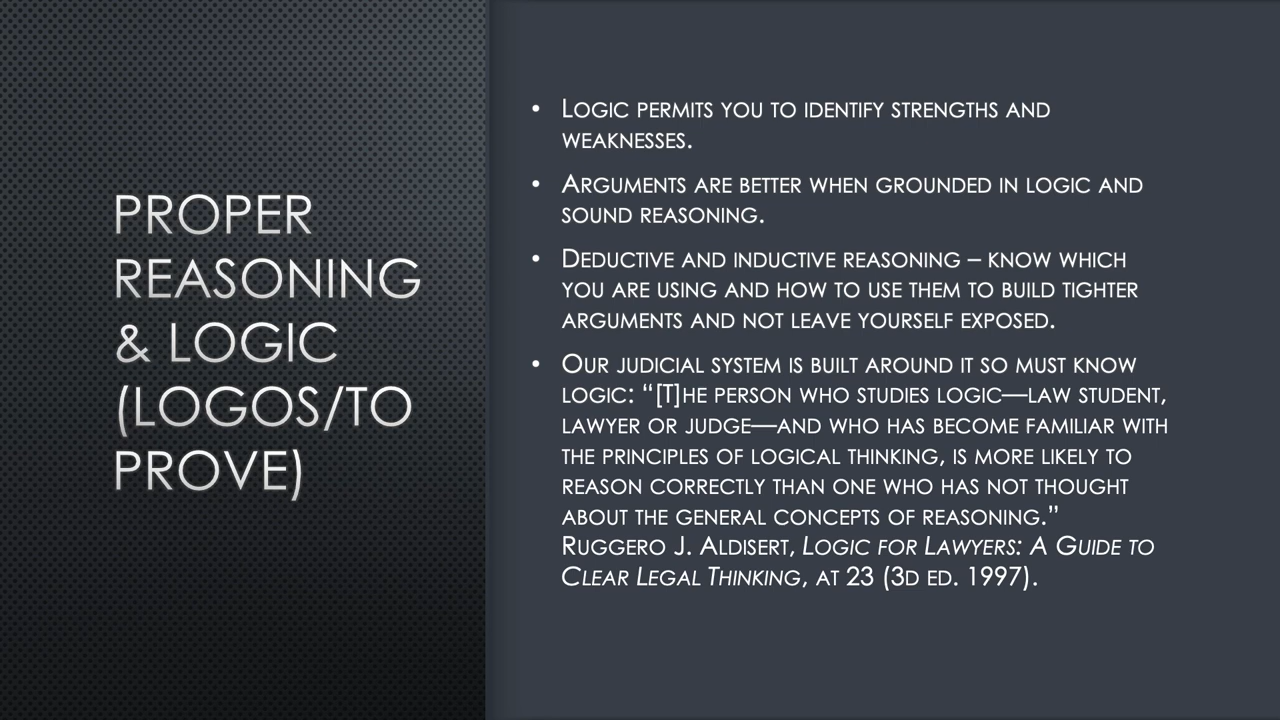 PROPER
REASONING
& LOGIC
(LOGOS/TO
PROVE)
• Logic permits you to identify strengths and
weaknesses.
• Arguments are better when grounded in logic and
sound reasoning.
• Deductive and inductive reasoning – know which
you are using and how to use them to build tighter
arguments and not leave yourself exposed.
• Our judicial system is built around it so must know
logic: “[T]he person who studies logic—law student,
lawyer or judge—and who has become familiar with
the principles of logical thinking, is more likely to
reason correctly than one who has not thought
about the general concepts of reasoning.”
Ruggero J. Aldisert, Logic for Lawyers: A Guide to
Clear Legal Thinking, at 23 (3d ed. 1997).